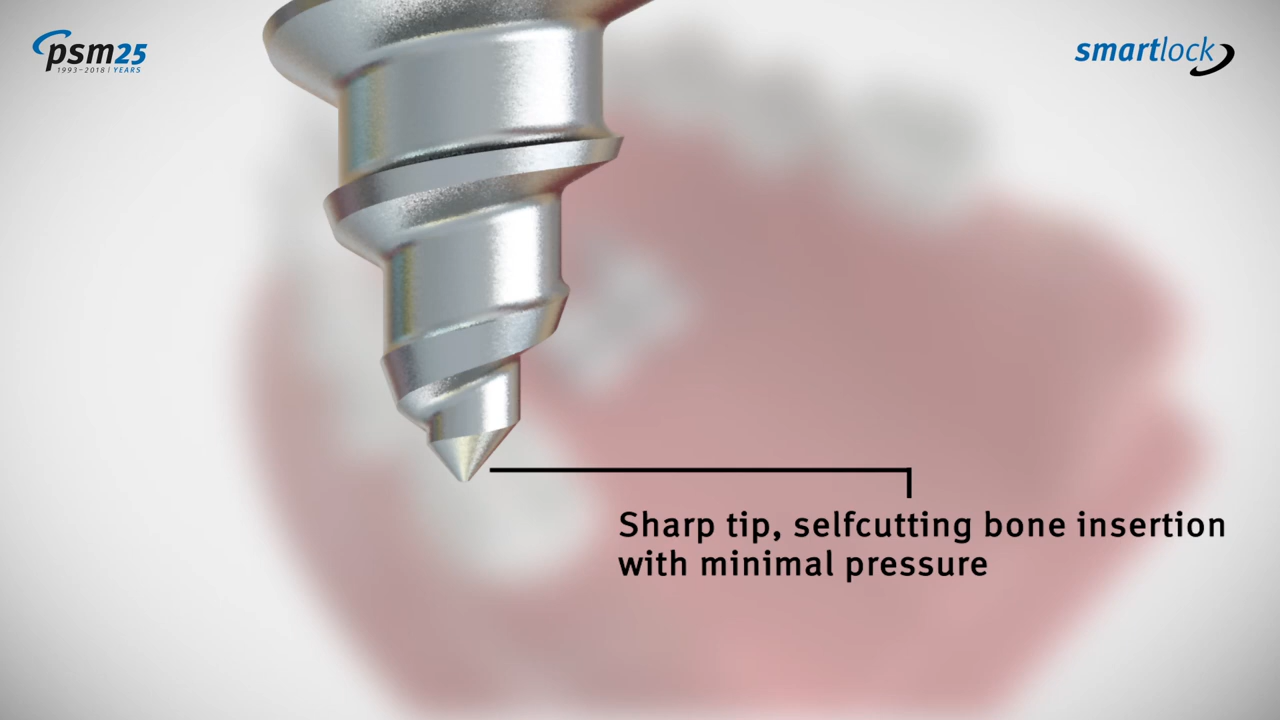 psm25
1993-2018 | YEARS
smartlock
Sharp tip, selfcutting bone insertion
with minimal pressure